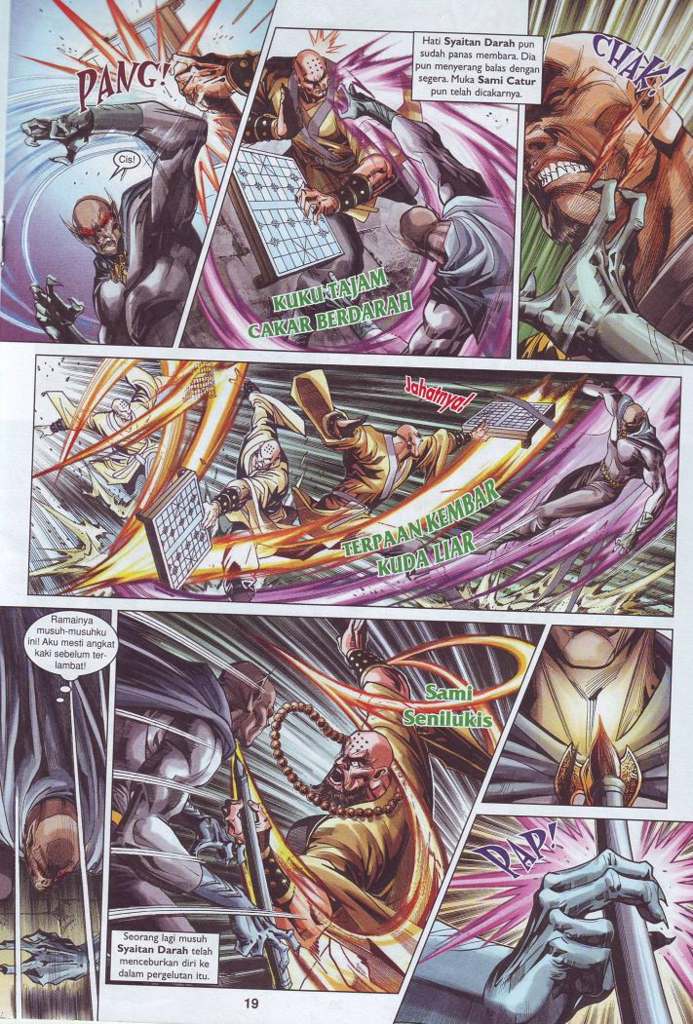 PANG!
Cis!
Hati Syaitan Darah pun
sudah panas membara. Dia
pun menyerang balas dengan
segera. Muka Sami Catur
pun telah dicakarnya.
KUKU TAJAM
CAKAR BERDARAH
CHAK!
Jahatnya!
TERPAAN KEMBAR
KUDA LIAR
Ramainya
musuh-musuhku
ini! Aku mesti angkat
kaki sebelum ter-
lambat!
Sami
Senilukis
Seorang lagi musuh
Syaitan Darah telah
menceburkan diri ke
dalam pergelutan itu.
PAP!
19